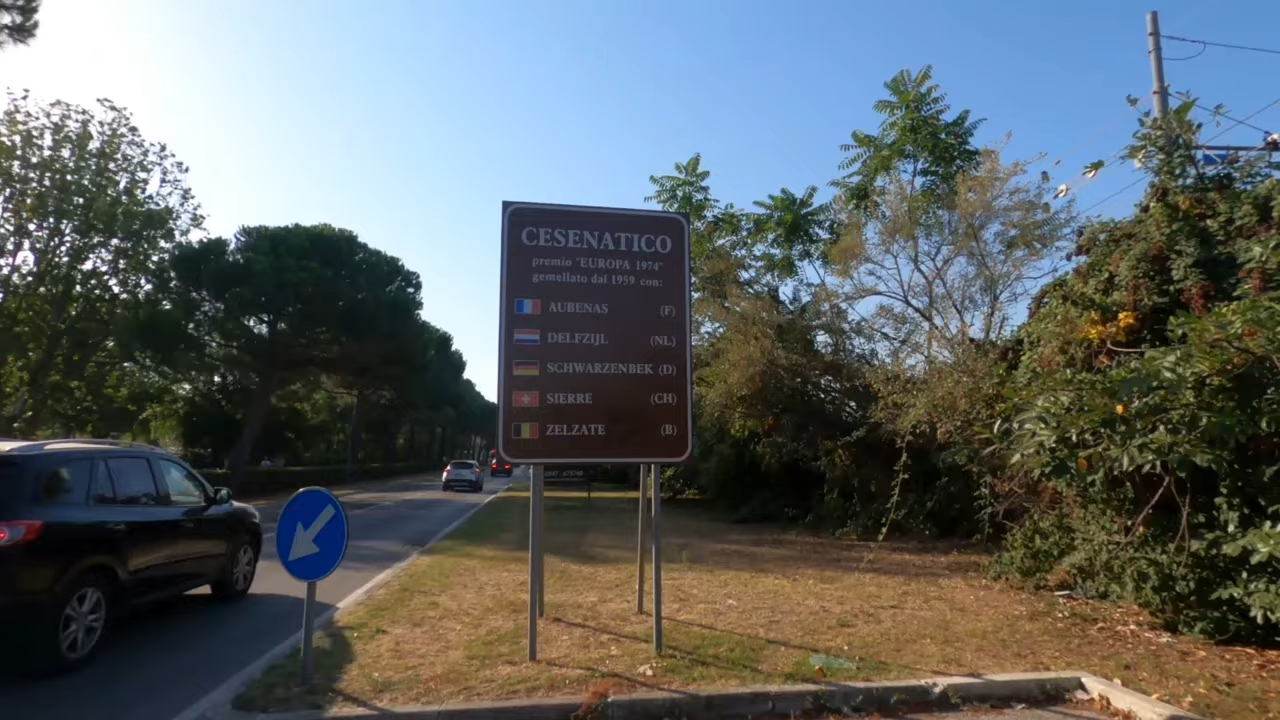 CESENATICO
premio "EUROPA 1974"
gemellato dal 1959 con:
AUBENAS (F)
DELFZIJL (NL)
SCHWARZENBEK (D)
SIERRE (CH)
ZELZATE (B)